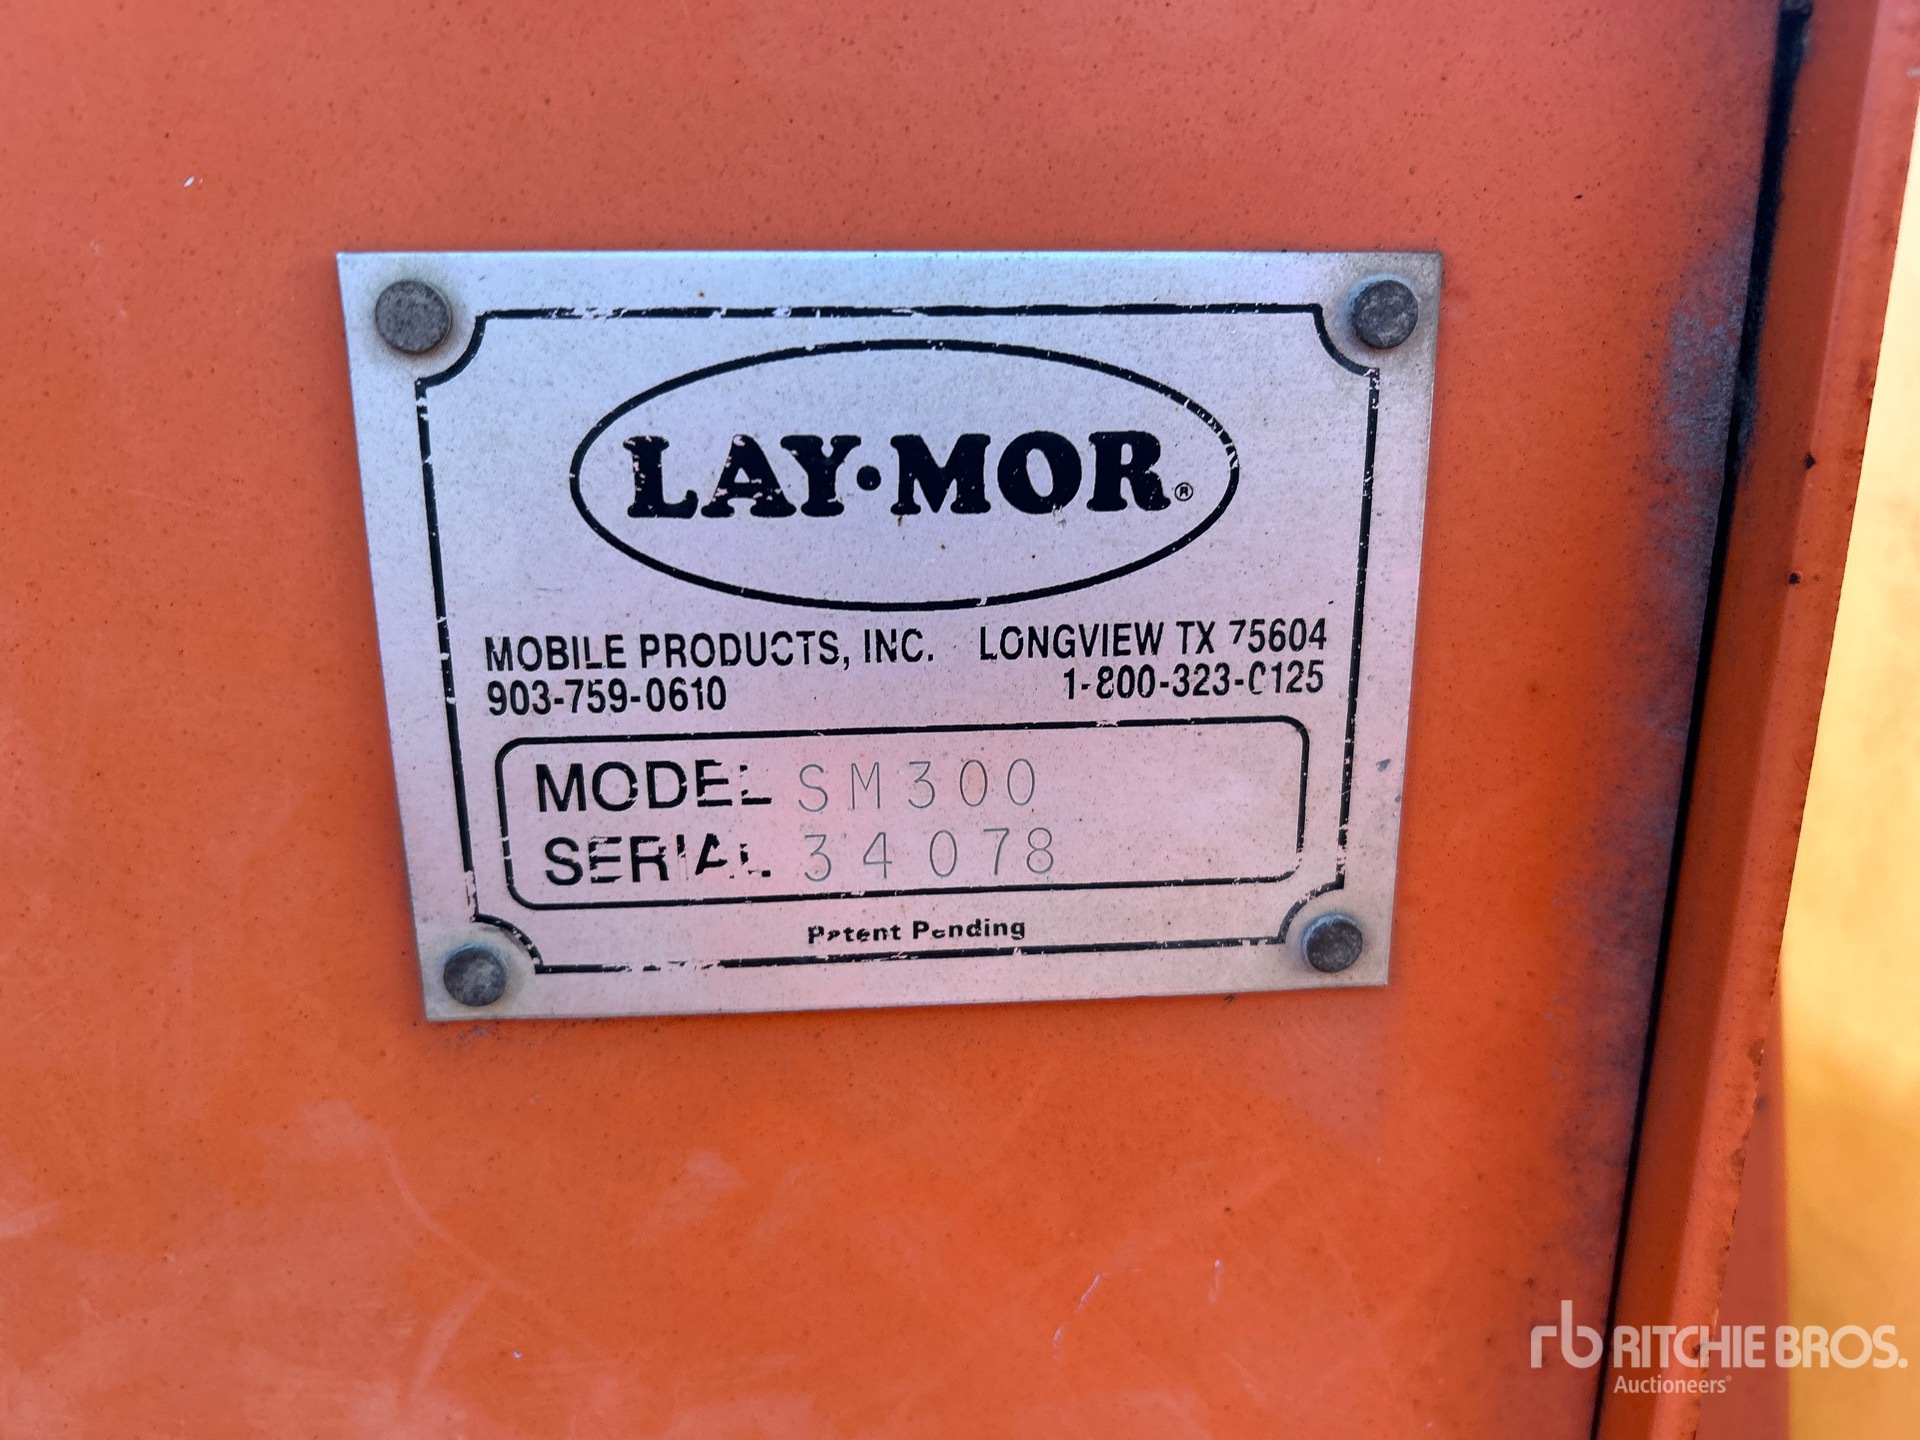 LAY•MOR®
MOBILE PRODUCTS, INC. LONGVIEW TX 75604
903-759-0610 1-800-323-0125
MODEL SM300
SERIAL 34078
Patent Pending
rb RITCHIE BROS.
Auctioneers